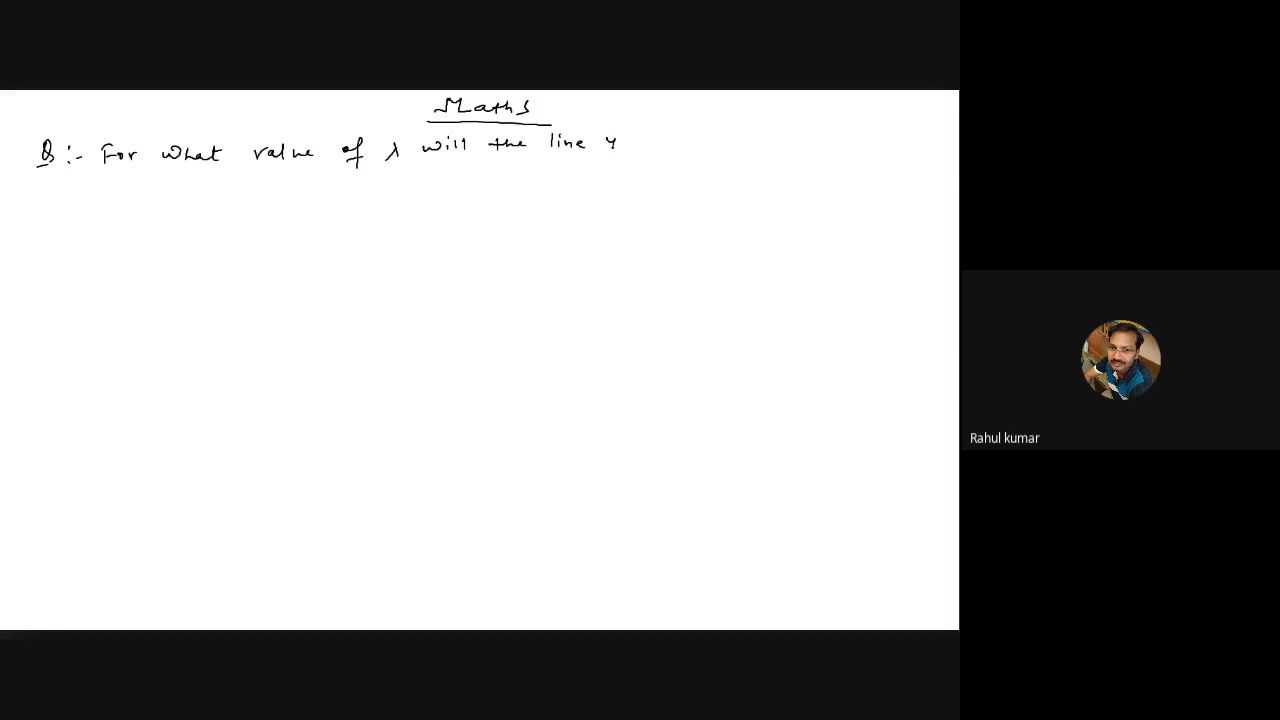 Maths
Q :- For what value of λ will the line y
Rahul kumar